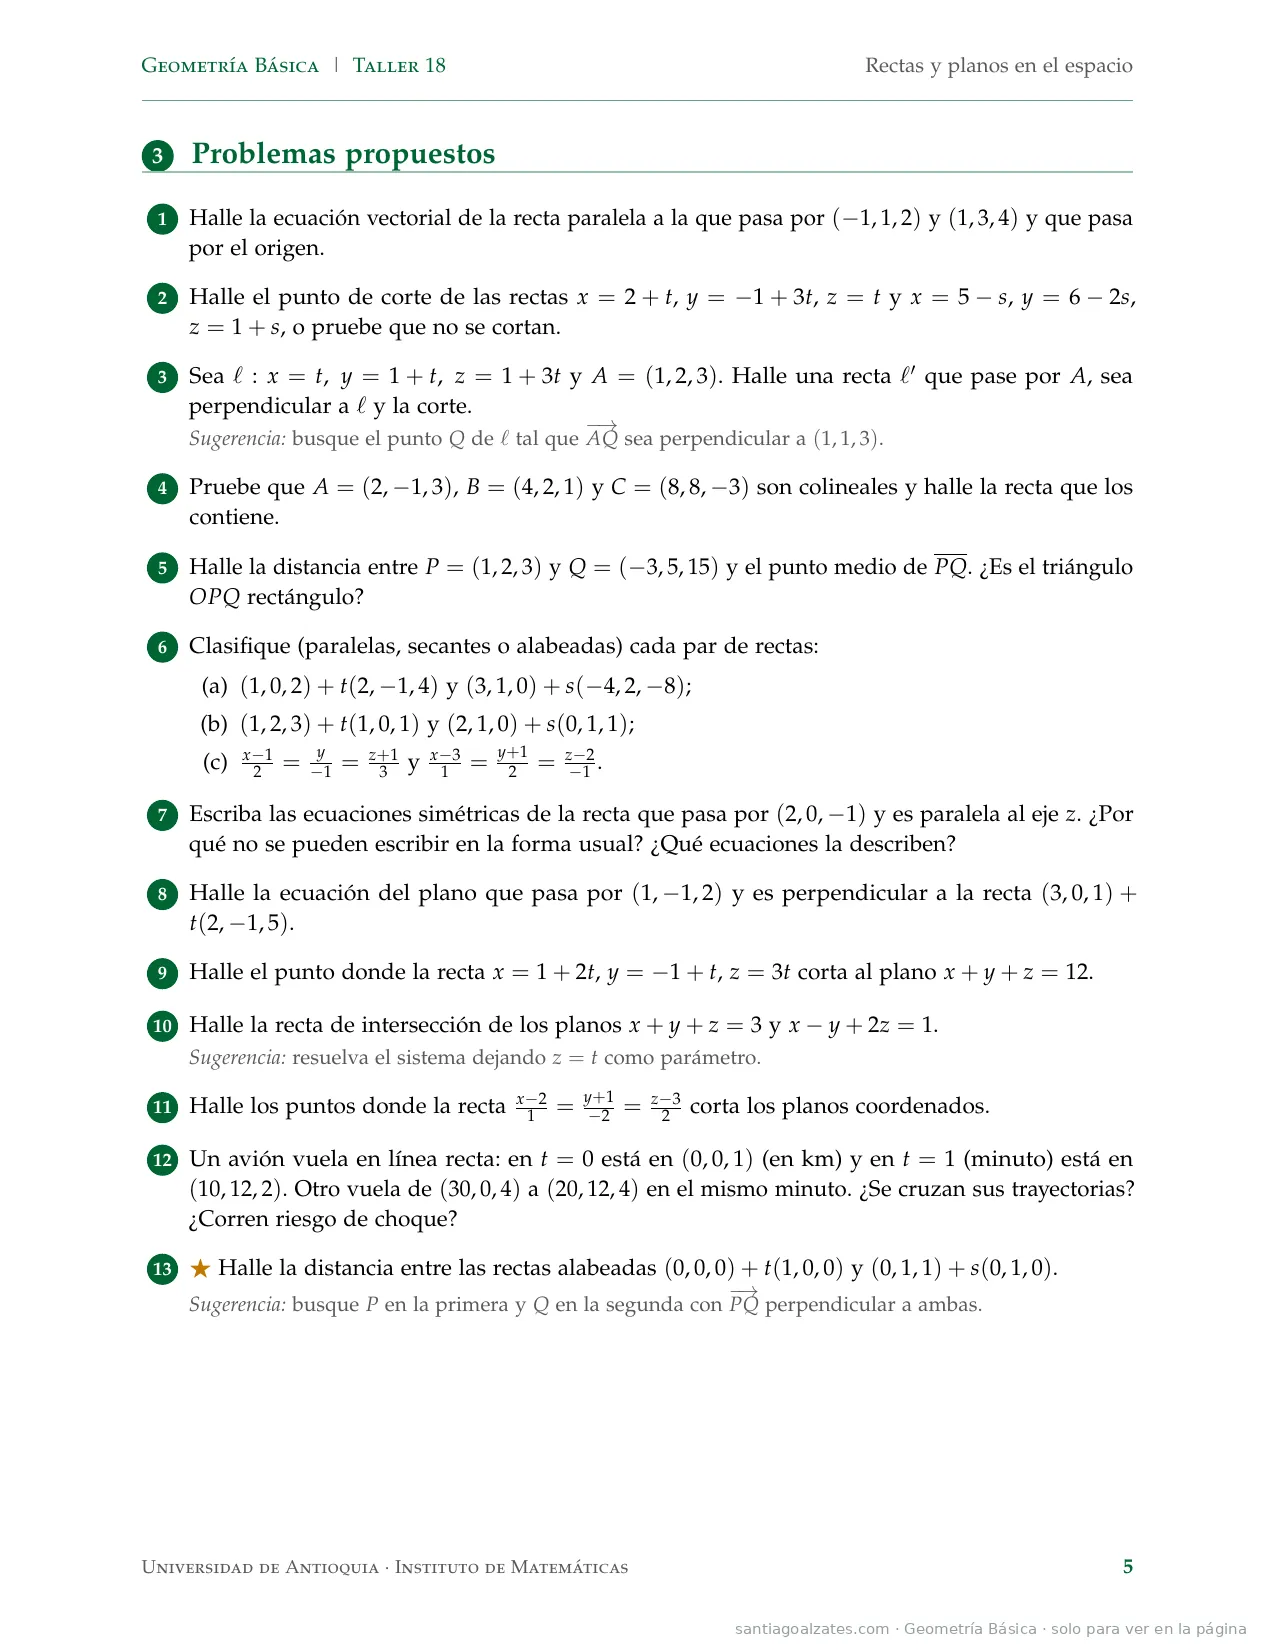 Geometría Básica | Taller 18
Rectas y planos en el espacio
3 Problemas propuestos
1 Halle la ecuación vectorial de la recta paralela a la que pasa por (−1, 1, 2) y (1, 3, 4) y que pasa
por el origen.
2 Halle el punto de corte de las rectas x = 2 + t, y = −1 + 3t, z = t y x = 5 − s, y = 6 − 2s,
z = 1 + s, o pruebe que no se cortan.
3 Sea ℓ : x = t, y = 1 + t, z = 1 + 3t y A = (1, 2, 3). Halle una recta ℓ′ que pase por A, sea
perpendicular a ℓ y la corte.
Sugerencia: busque el punto Q de ℓ tal que $\overrightarrow{AQ}$ sea perpendicular a (1, 1, 3).
4 Pruebe que A = (2, −1, 3), B = (4, 2, 1) y C = (8, 8, −3) son colineales y halle la recta que los
contiene.
5 Halle la distancia entre P = (1, 2, 3) y Q = (−3, 5, 15) y el punto medio de $\overline{PQ}$. ¿Es el triángulo
OPQ rectángulo?
6 Clasifique (paralelas, secantes o alabeadas) cada par de rectas:
(a) (1, 0, 2) + t(2, −1, 4) y (3, 1, 0) + s(−4, 2, −8);
(b) (1, 2, 3) + t(1, 0, 1) y (2, 1, 0) + s(0, 1, 1);
(c) $\frac{x-1}{2} = \frac{y}{-1} = \frac{z+1}{3}$ y $\frac{x-3}{1} = \frac{y+1}{2} = \frac{z-2}{-1}$.
7 Escriba las ecuaciones simétricas de la recta que pasa por (2, 0, −1) y es paralela al eje z. ¿Por
qué no se pueden escribir en la forma usual? ¿Qué ecuaciones la describen?
8 Halle la ecuación del plano que pasa por (1, −1, 2) y es perpendicular a la recta (3, 0, 1) +
t(2, −1, 5).
9 Halle el punto donde la recta x = 1 + 2t, y = −1 + t, z = 3t corta al plano x + y + z = 12.
10 Halle la recta de intersección de los planos x + y + z = 3 y x − y + 2z = 1.
Sugerencia: resuelva el sistema dejando z = t como parámetro.
11 Halle los puntos donde la recta $\frac{x-2}{1} = \frac{y+1}{-2} = \frac{z-3}{2}$ corta los planos coordenados.
12 Un avión vuela en línea recta: en t = 0 está en (0, 0, 1) (en km) y en t = 1 (minuto) está en
(10, 12, 2). Otro vuela de (30, 0, 4) a (20, 12, 4) en el mismo minuto. ¿Se cruzan sus trayectorias?
¿Corren riesgo de choque?
13 ★ Halle la distancia entre las rectas alabeadas (0, 0, 0) + t(1, 0, 0) y (0, 1, 1) + s(0, 1, 0).
Sugerencia: busque P en la primera y Q en la segunda con $\overrightarrow{PQ}$ perpendicular a ambas.
Universidad de Antioquia · Instituto de Matemáticas
5
santiagoalzates.com · Geometría Básica · solo para ver en la página